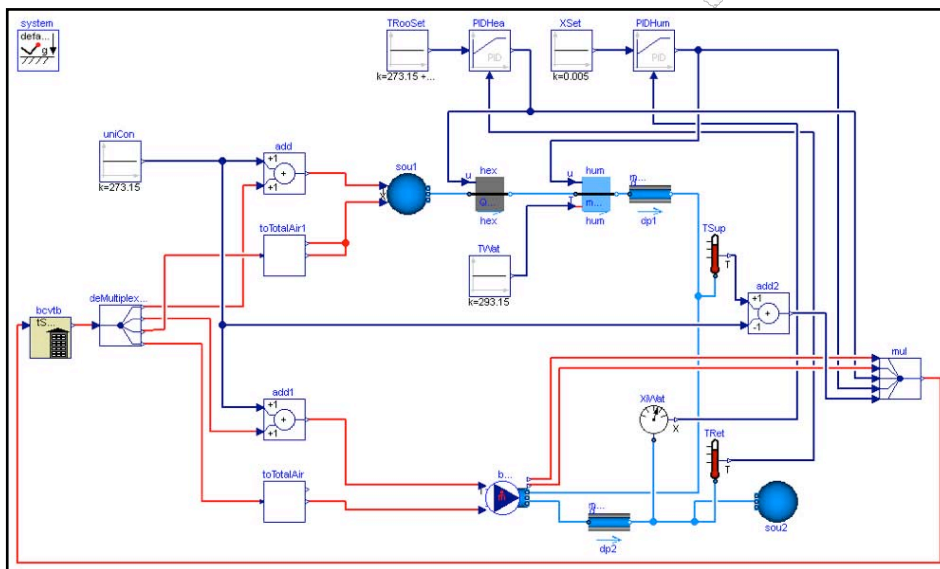 system
defa...
g
TRooSet
k=273.15 +...
PIDHea
PID
XSet
k=0.005
PIDHum
PID
uniCon
k=273.15
add
+1
+
+1
sou1
X
u
hex
Q...
hex
u
hum
T
m...
hum
m...
dp1
toTotalAir1
TWat
k=293.15
TSup
T
add2
+1
+
-1
bcvtb
tS...
deMultiplex...
mul
add1
+1
+
+1
XiWat
X
TRet
T
toTotalAir
b...
T
m...
dp2
sou2